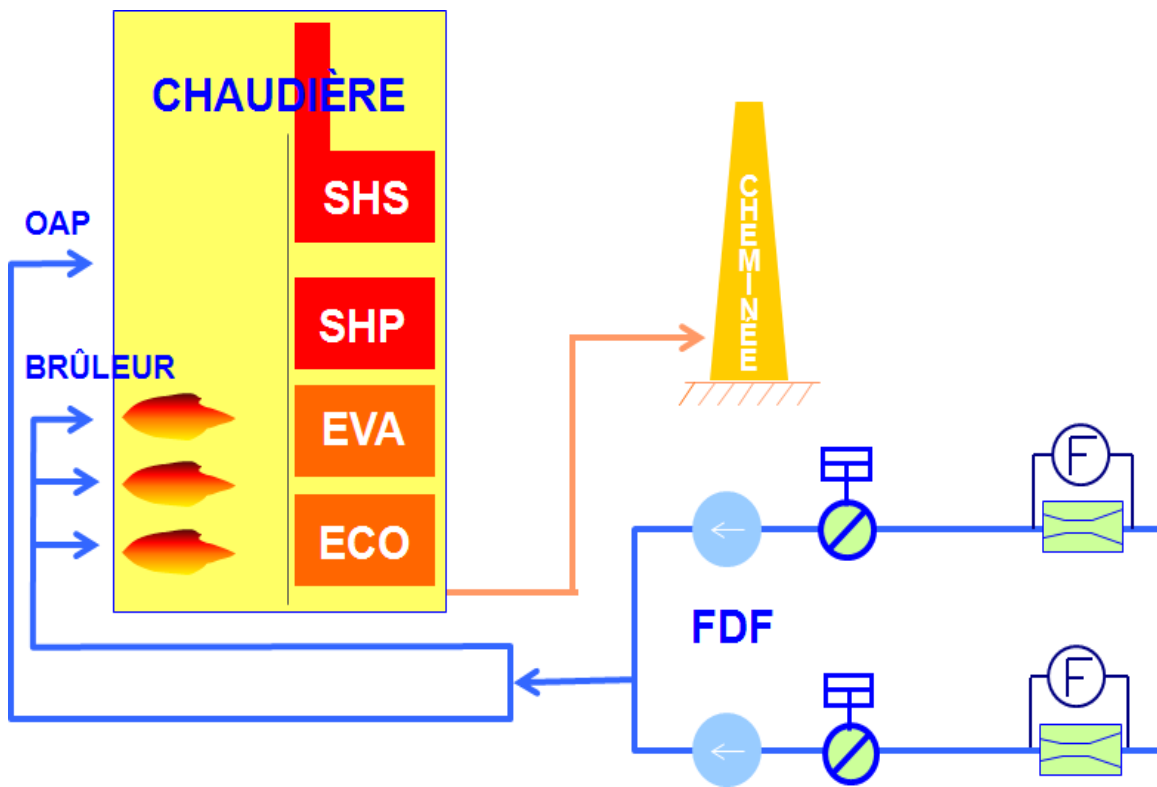 CHAUDIÈRE
SHS
OAP
SHP
BRÛLEUR
EVA
ECO
CHEMINÉE
F
FDF
F